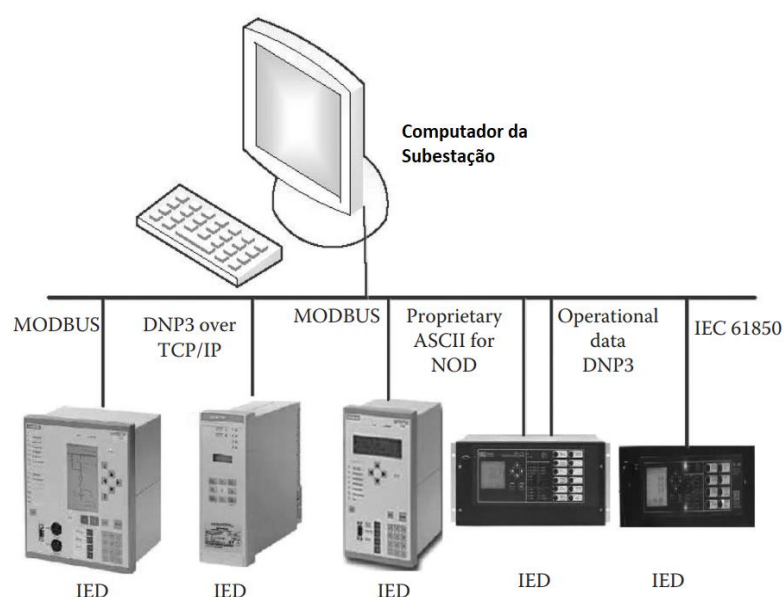 Computador da
Subestação
MODBUS
DNP3 over
TCP/IP
MODBUS
Proprietary
ASCII for
NOD
Operational
data
DNP3
IEC 61850
IED
IED
IED
IED
IED